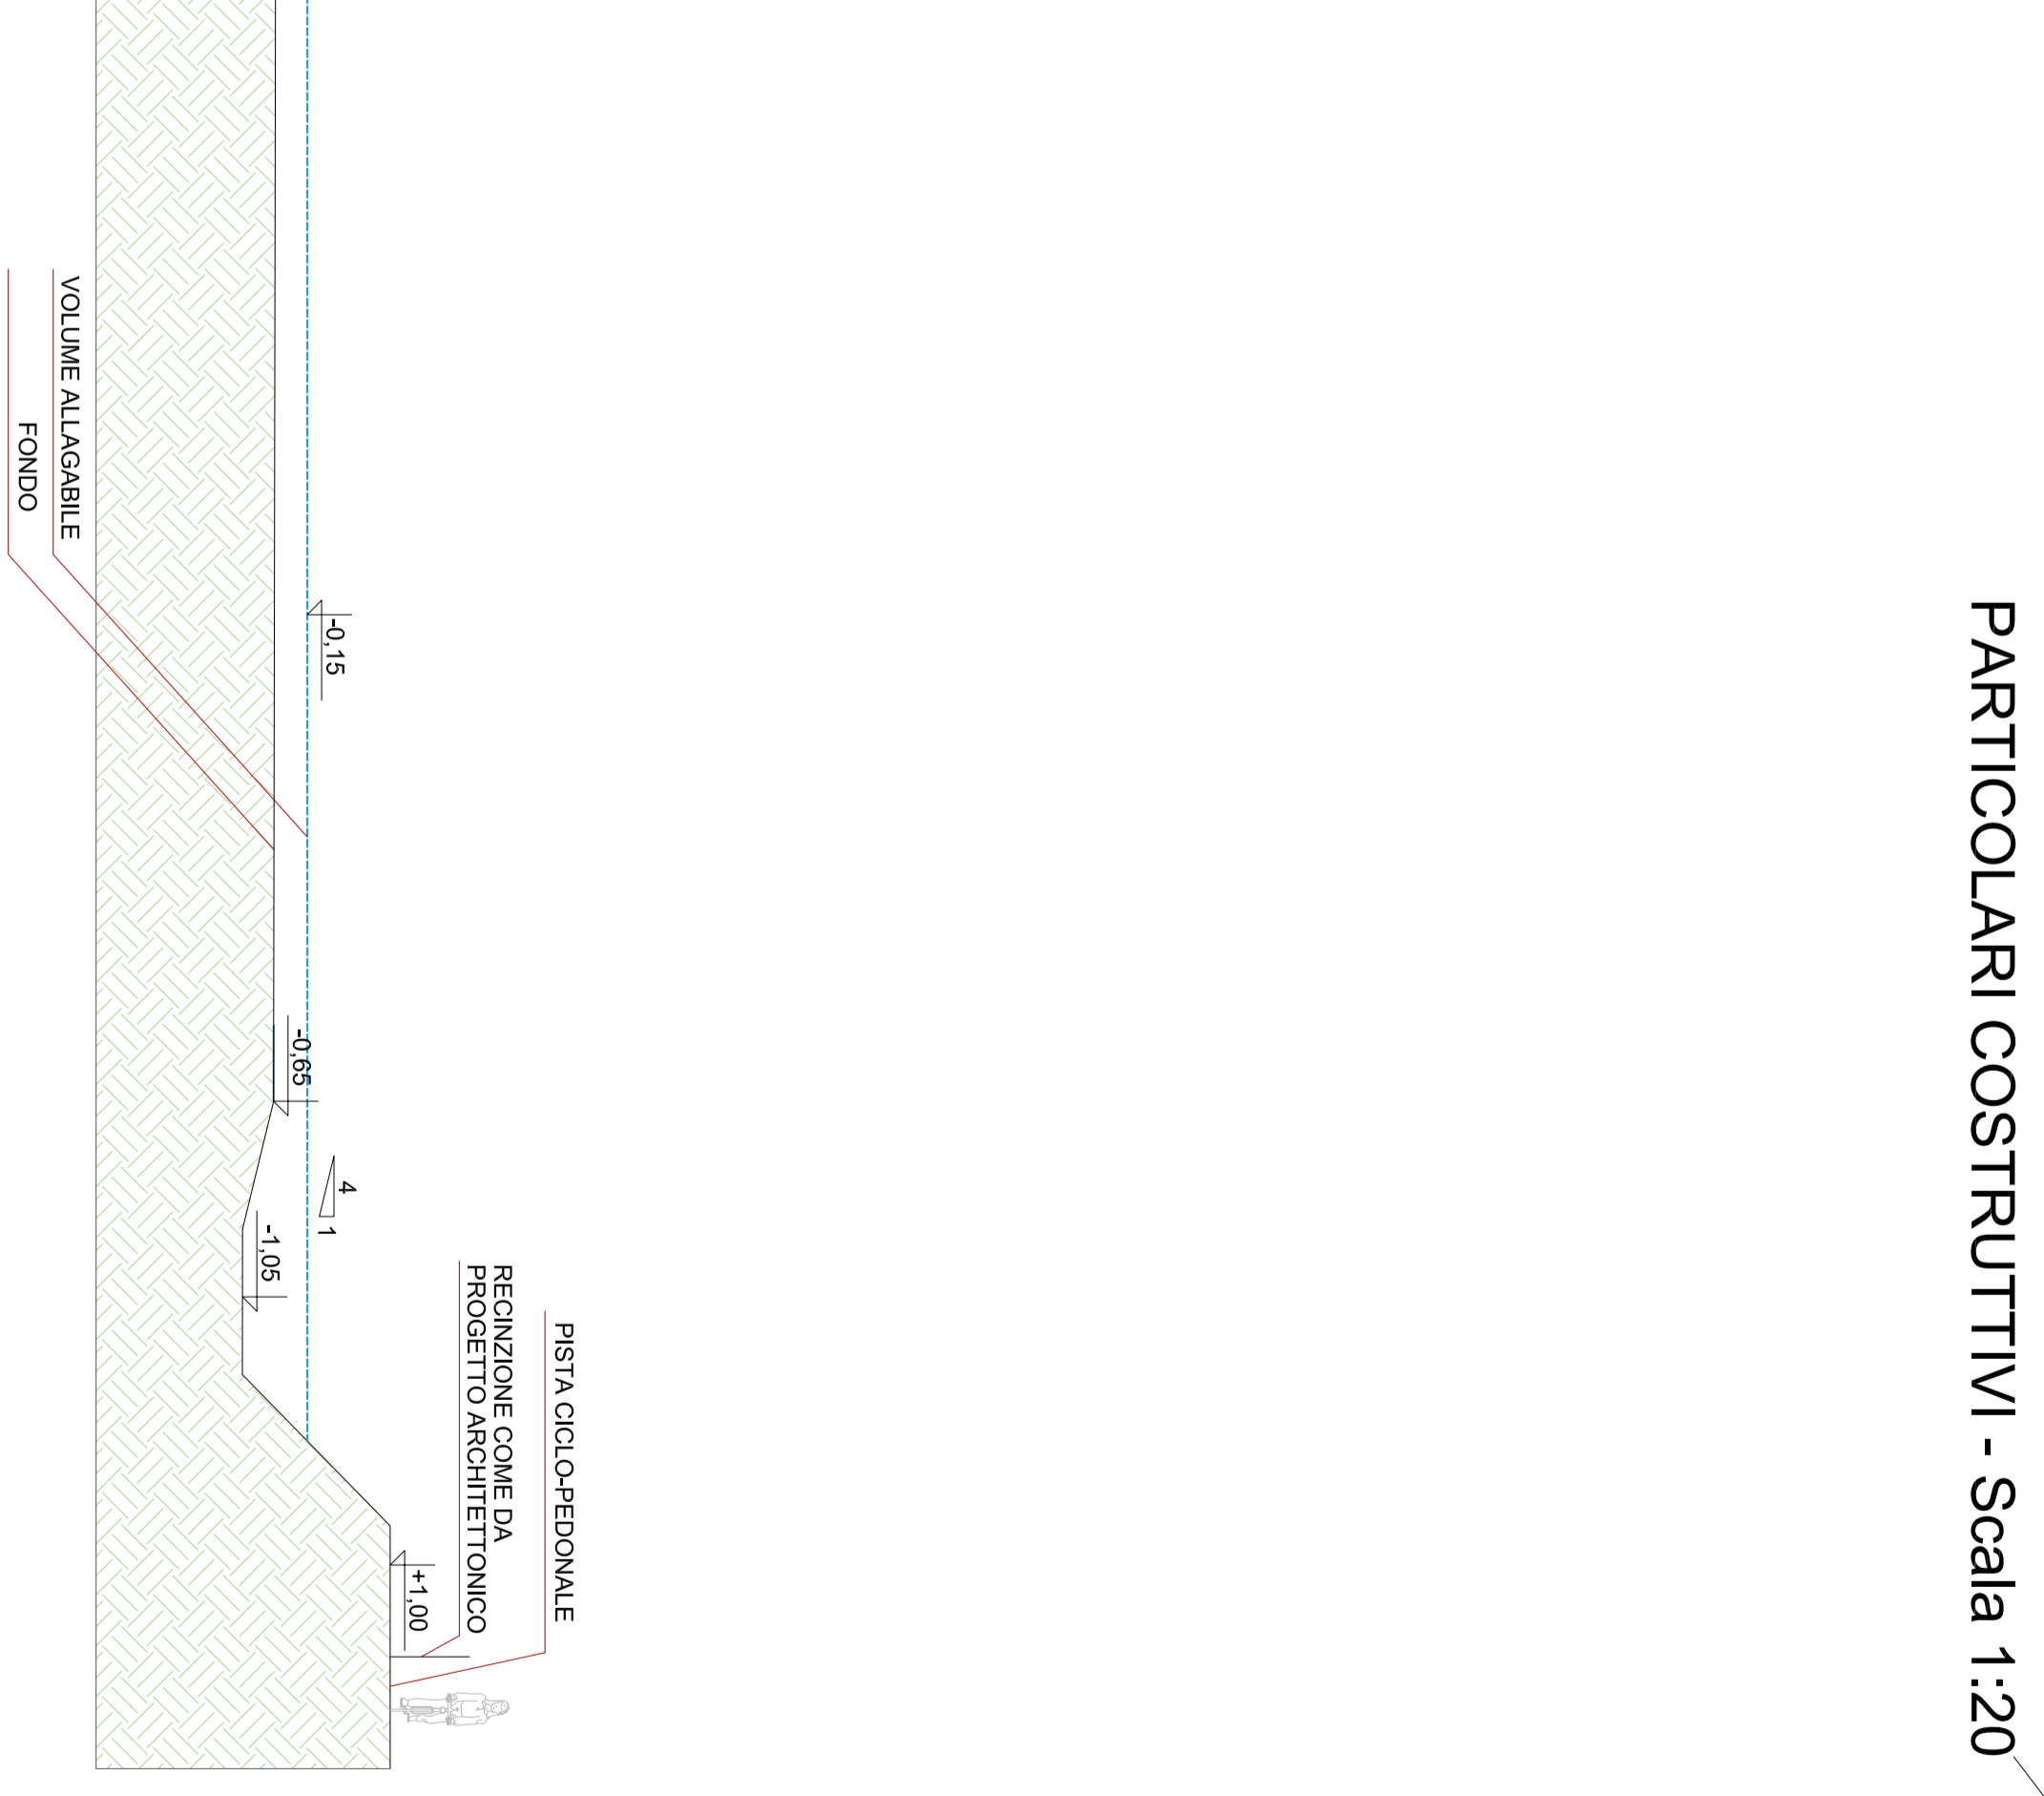 PARTICOLARI COSTRUTTIVI - Scala 1:20
PISTA CICLO-PEDONALE
RECINZIONE COME DA
PROGETTO ARCHITETTONICO
+1,00
-0,15
4
1
-0,65
-1,05
VOLUME ALLAGABILE
FONDO